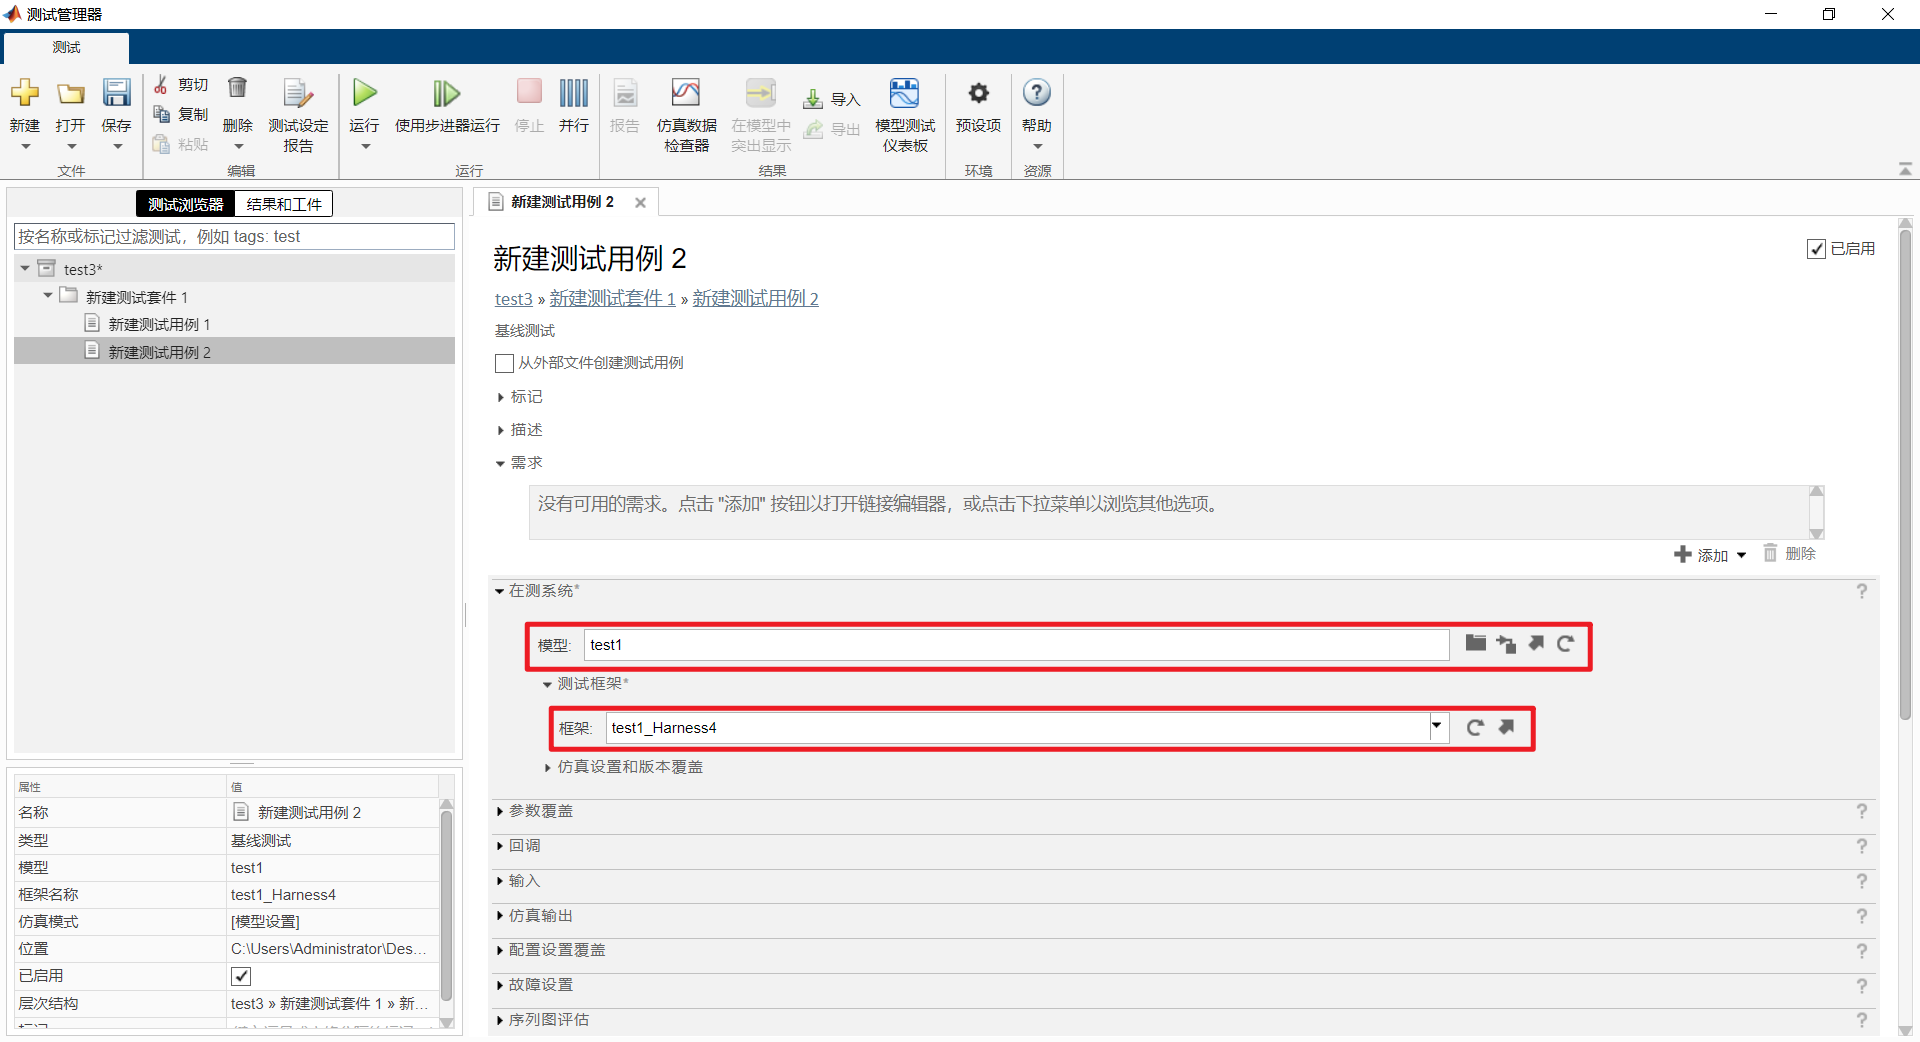 测试管理器
测试
新建
打开
保存
文件
剪切
复制
粘贴
删除
测试设定
报告
编辑
运行
使用步进器运行
停止
并行
运行
报告
仿真数据
检查器
在模型中
突出显示
导入
导出
模型测试
仪表板
结果
预设项
环境
帮助
资源
测试浏览器
结果和工件
按名称或标记过滤测试，例如 tags: test
test3*
新建测试套件 1
新建测试用例 1
新建测试用例 2
属性 值
名称 新建测试用例 2
类型 基线测试
模型 test1
框架名称 test1_Harness4
仿真模式 [模型设置]
位置 C:\Users\Administrator\Des...
已启用
层次结构 test3 » 新建测试套件 1 » 新...
新建测试用例 2
新建测试用例 2
已启用
test3 » 新建测试套件 1 » 新建测试用例 2
基线测试
从外部文件创建测试用例
标记
描述
需求
没有可用的需求。点击 "添加" 按钮以打开链接编辑器，或点击下拉菜单以浏览其他选项。
添加 删除
在测系统* ?
模型: test1
测试框架*
框架: test1_Harness4
仿真设置和版本覆盖
参数覆盖 ?
回调 ?
输入 ?
仿真输出 ?
配置设置覆盖 ?
故障设置 ?
序列图评估 ?